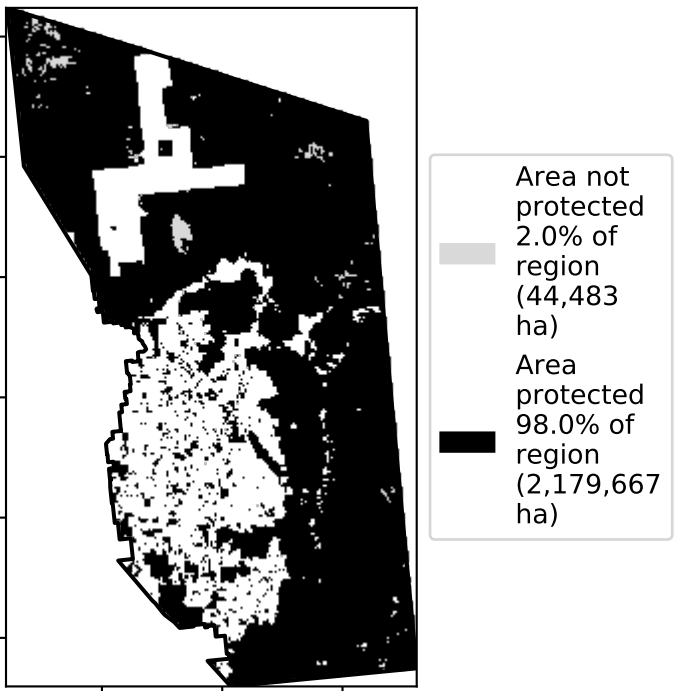 Area not
protected
2.0% of
region
(44,483
ha)
Area
protected
98.0% of
region
(2,179,667
ha)